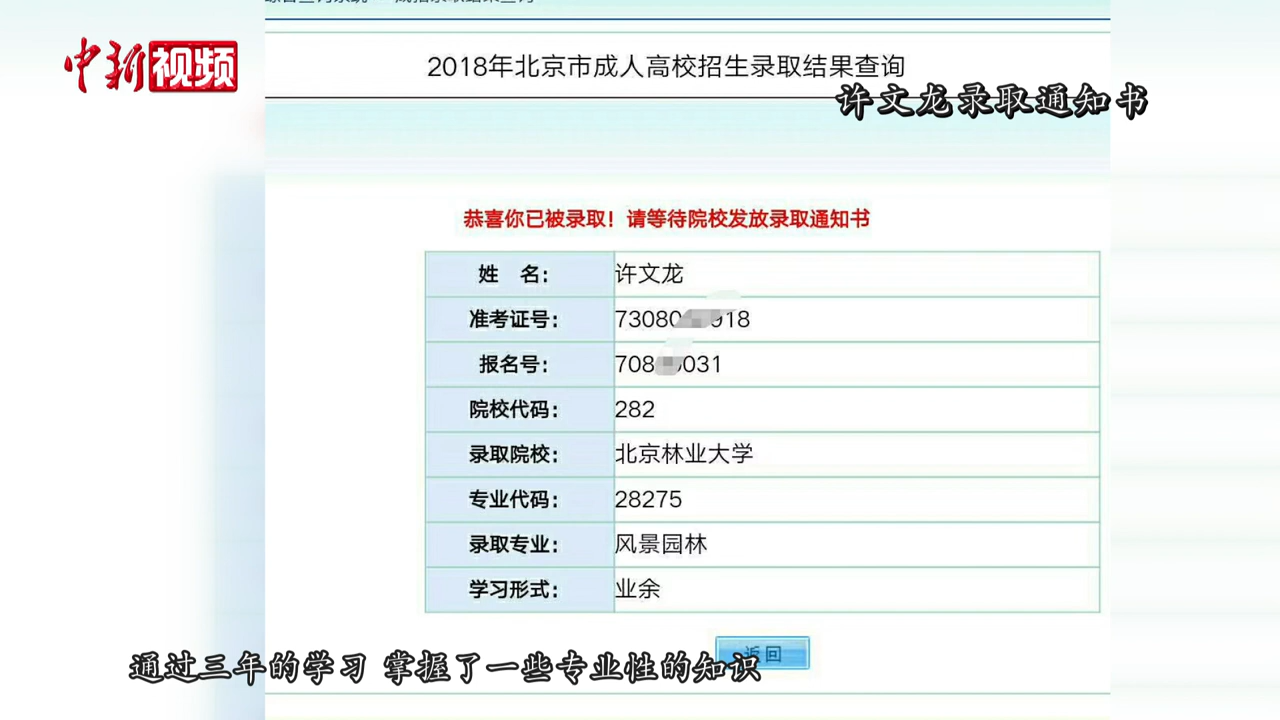 中新视频
2018年北京市成人高校招生录取结果查询
许文龙录取通知书
恭喜你已被录取！请等待院校发放录取通知书
姓 名： 许文龙
准考证号： 73080 918
报名号： 708 031
院校代码： 282
录取院校： 北京林业大学
专业代码： 28275
录取专业： 风景园林
学习形式： 业余
返回
通过三年的学习 掌握了一些专业性的知识